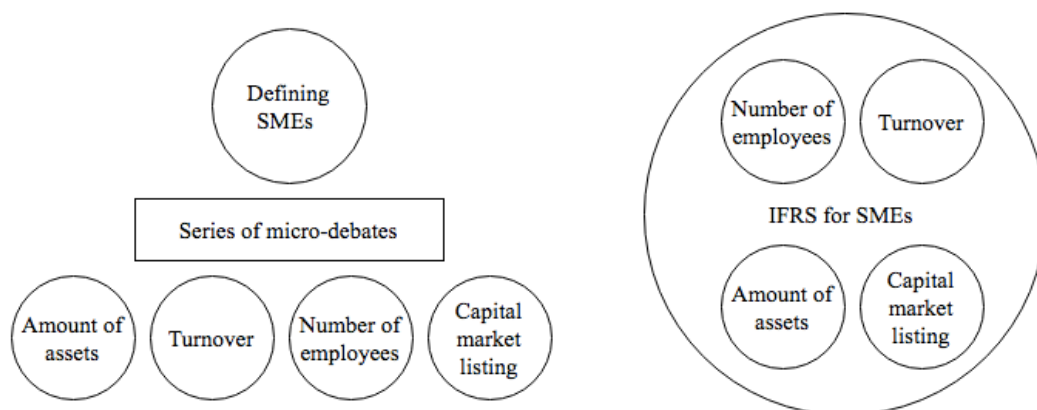 Defining
SMEs
Series of micro-debates
Amount of
assets
Turnover
Number of
employees
Capital
market
listing
Number of
employees
Turnover
IFRS for SMEs
Amount of
assets
Capital
market
listing